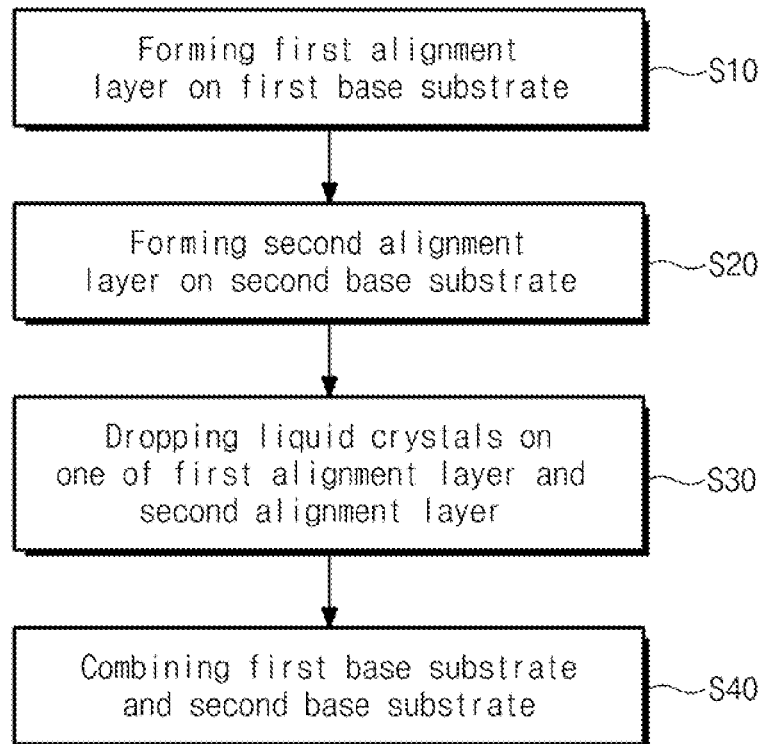 Forming first alignment
layer on first base substrate
S10
Forming second alignment
layer on second base substrate
S20
Dropping liquid crystals on
one of first alignment layer and
second alignment layer
S30
Combining first base substrate
and second base substrate
S40